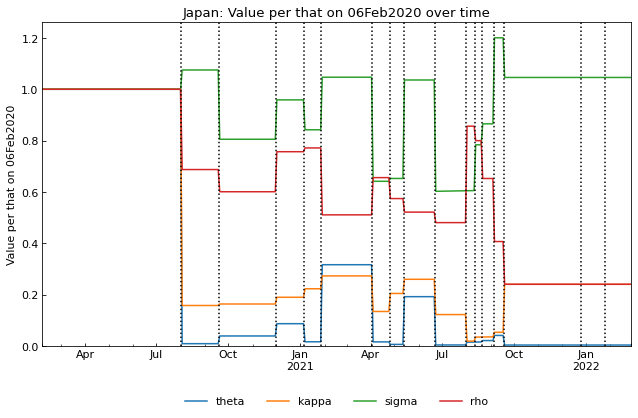 Japan: Value per that on 06Feb2020 over time
Value per that on 06Feb2020
1.2
1.0
0.8
0.6
0.4
0.2
0.0
Apr Jul Oct Jan Apr Jul Oct Jan
2021 2022
theta kappa sigma rho